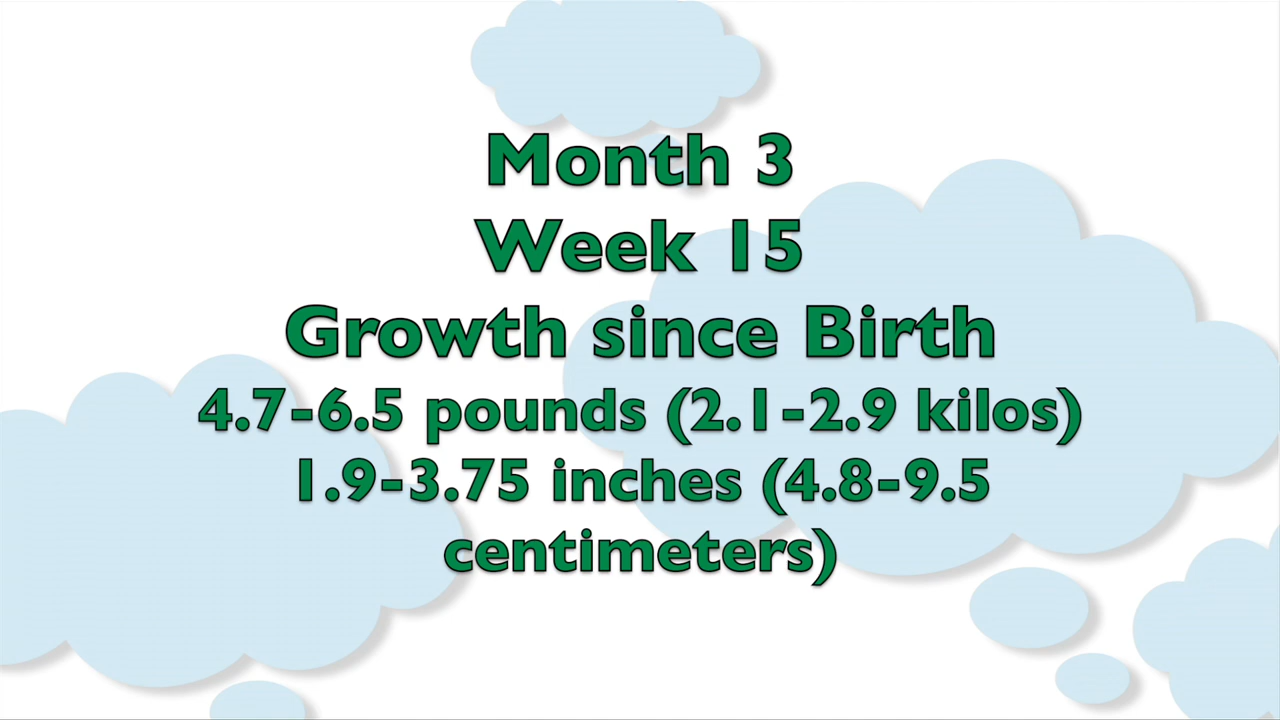 Month 3
Week 15
Growth since Birth
4.7-6.5 pounds (2.1-2.9 kilos)
1.9-3.75 inches (4.8-9.5
centimeters)